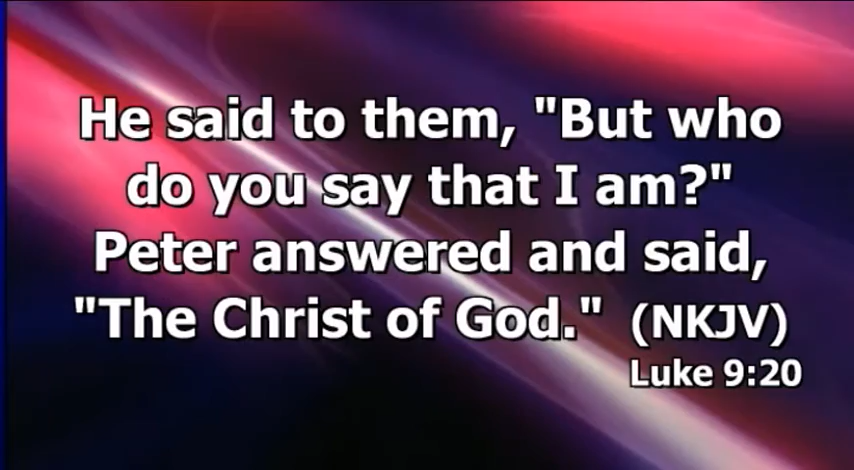 He said to them, "But who
do you say that I am?"
Peter answered and said,
"The Christ of God." (NKJV)
Luke 9:20